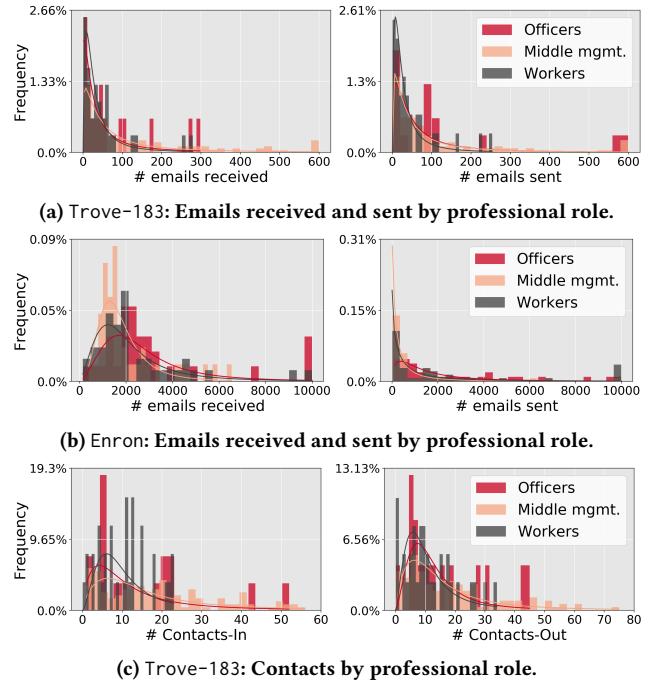 2.66%
1.33%
0.0%
Frequency
0 100 200 300 400 500 600
# emails received
2.61%
1.3%
0.0%
0 100 200 300 400 500 600
# emails sent
Officers
Middle mgmt.
Workers
(a) Trove-183: Emails received and sent by professional role.
0.09%
0.05%
0.0%
Frequency
0 2000 4000 6000 8000 10000
# emails received
0.31%
0.15%
0.0%
0 2000 4000 6000 8000 10000
# emails sent
Officers
Middle mgmt.
Workers
(b) Enron: Emails received and sent by professional role.
19.3%
9.65%
0.0%
Frequency
0 10 20 30 40 50 60
# Contacts-In
13.13%
6.56%
0.0%
0 10 20 30 40 50 60 70 80
# Contacts-Out
Officers
Middle mgmt.
Workers
(c) Trove-183: Contacts by professional role.